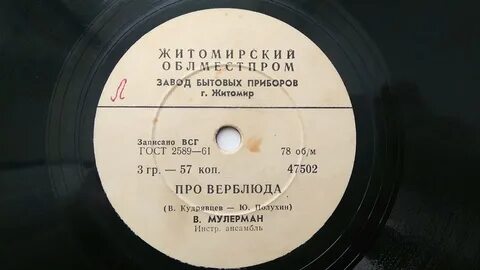 ЖИТОМИРСКИЙ
ОБЛМЕСТПРОМ
ЗАВОД БЫТОВЫХ ПРИБОРОВ
г. Житомир
Л
Записано ВСГ
ГОСТ 2589—61 78 об/м
3 гр. — 57 коп. 47502
ПРО ВЕРБЛЮДА
(В. Кудрявцев — Ю. Полухин)
В. МУЛЕРМАН
Инстр. ансамбль